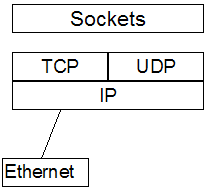 Sockets
TCP UDP
IP
Ethernet